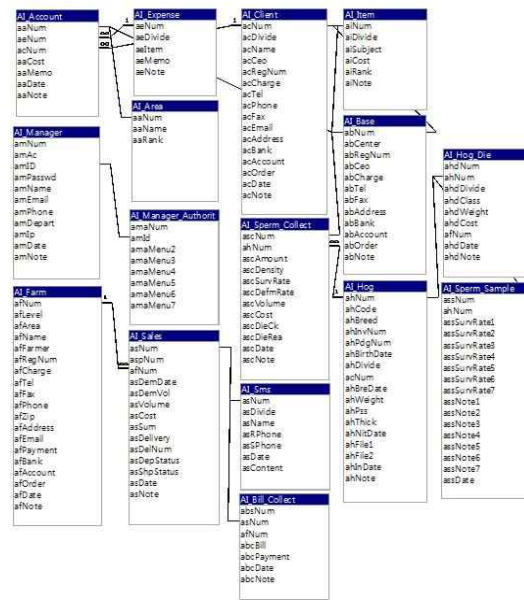 AI_Account
aaNum
aeNum
acNum
aaCost
aaMemo
aaDate
aaNote
AI_Expense
aeNum
aeDivide
aeItem
aeMemo
aeNote
AI_Client
acNum
acDivide
acName
acCeo
acRegNum
acCharge
acTel
acPhone
acFax
acEmail
acAddress
acBank
acAccount
acOrder
acDate
acNote
AI_Item
aiNum
aiDivide
aiSubject
aiCost
aiRank
aiNote
AI_Area
aaNum
aaName
aaRank
AI_Base
abNum
abCenter
abRegNum
abCeo
abCharge
abTel
abFax
abAddress
abBank
abAccount
abOrder
abNote
AI_Manager
amNum
amAc
amID
amPasswd
amName
amEmail
amPhone
amDepart
amIp
amDate
amNote
AI_Hog_Die
ahdNum
ahNum
ahdDivide
ahdClass
ahdWeight
ahdCost
afNum
ahdDate
ahdNote
AI_Manager_Authorit
amaNum
amId
amaMenu2
amaMenu3
amaMenu4
amaMenu5
amaMenu6
amaMenu7
AI_Sperm_Collect
ascNum
ahNum
ascAmount
ascDensity
ascSurvRate
ascDefmRate
ascVolume
ascCost
ascDieCk
ascDieRea
ascDate
ascNote
AI_Farm
afNum
afLevel
afArea
afName
afFarmer
afRegNum
afCharge
afTel
afFax
afPhone
afZip
afAddress
afEmail
afPayment
afBank
afAccount
afOrder
afDate
afNote
AI_Hog
ahNum
ahCode
ahBreed
ahInvNum
ahPdgNum
ahBirthDate
ahDivide
acNum
ahBreDate
ahWeight
ahPss
ahThick
ahNitDate
ahFile1
ahFile2
ahInDate
ahNote
AI_Sperm_Sample
assNum
ahNum
assSurvRate1
assSurvRate2
assSurvRate3
assSurvRate4
assSurvRate5
assSurvRate6
assSurvRate7
assNote1
assNote2
assNote3
assNote4
assNote5
assNote6
assNote7
assDate
AI_Sales
asNum
aspNum
afNum
asDemDate
asDemVol
asVolume
asCost
asSum
asDelivery
asDelNum
asDepStatus
asShpStatus
asDate
asNote
AI_Sms
asNum
asDivide
asName
asRPhone
asSPhone
asDate
asContent
AI_Bill_Collect
absNum
asNum
afNum
abcBill
abcPayment
abcDate
abcNote